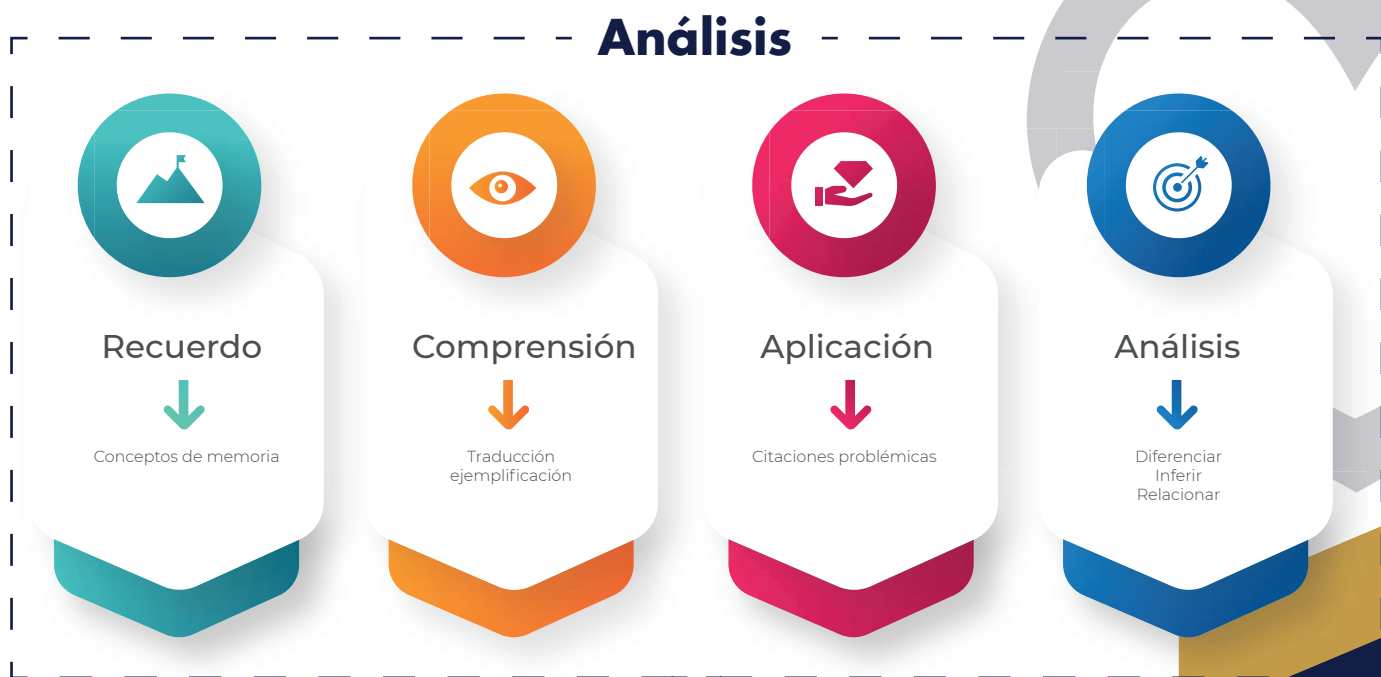 Análisis
Recuerdo
Conceptos de memoria
Comprensión
Traducción
ejemplificación
Aplicación
Citaciones problémicas
Análisis
Diferenciar
Inferir
Relacionar